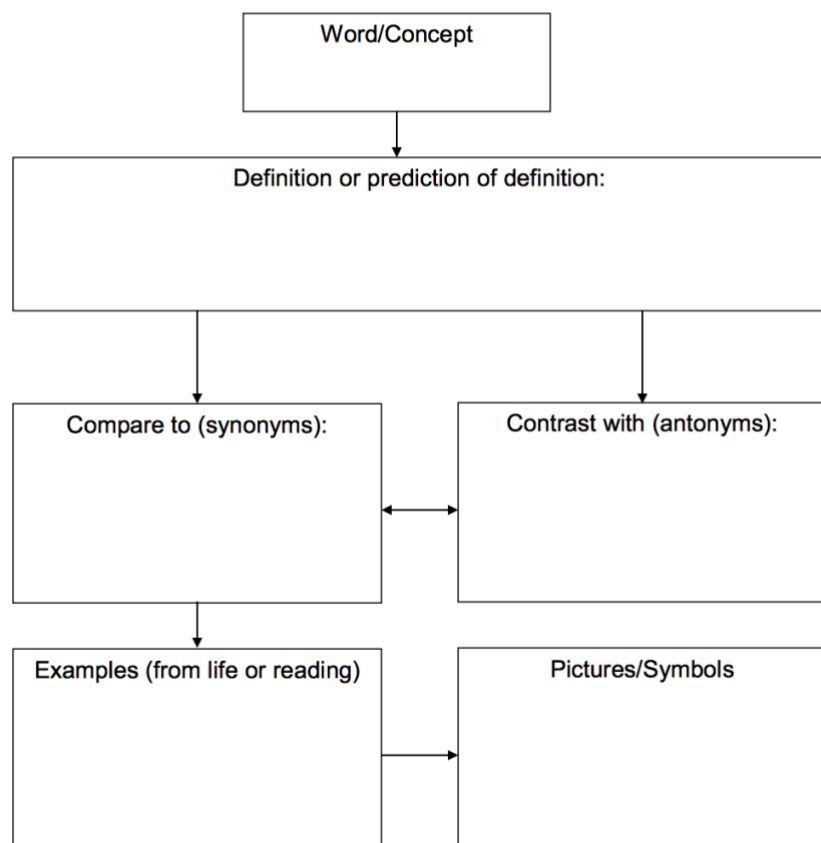 Word/Concept
Definition or prediction of definition:
Compare to (synonyms):
Contrast with (antonyms):
Examples (from life or reading)
Pictures/Symbols